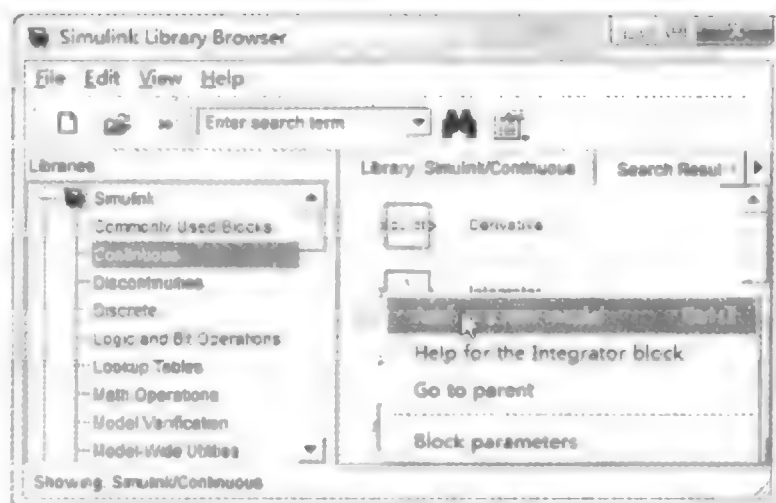 Simulink Library Browser
File Edit View Help
Enter search term
Libraries
Library: Simulink/Continuous
Search Resul
Simulink
Commonly Used Blocks
Continuous
Discontinuities
Discrete
Logic and Bit Operations
Lookup Tables
Math Operations
Model Verification
Model-Wide Utilities
Derivative
Integrator
Help for the Integrator block
Go to parent
Block parameters
Showing: Simulink/Continuous